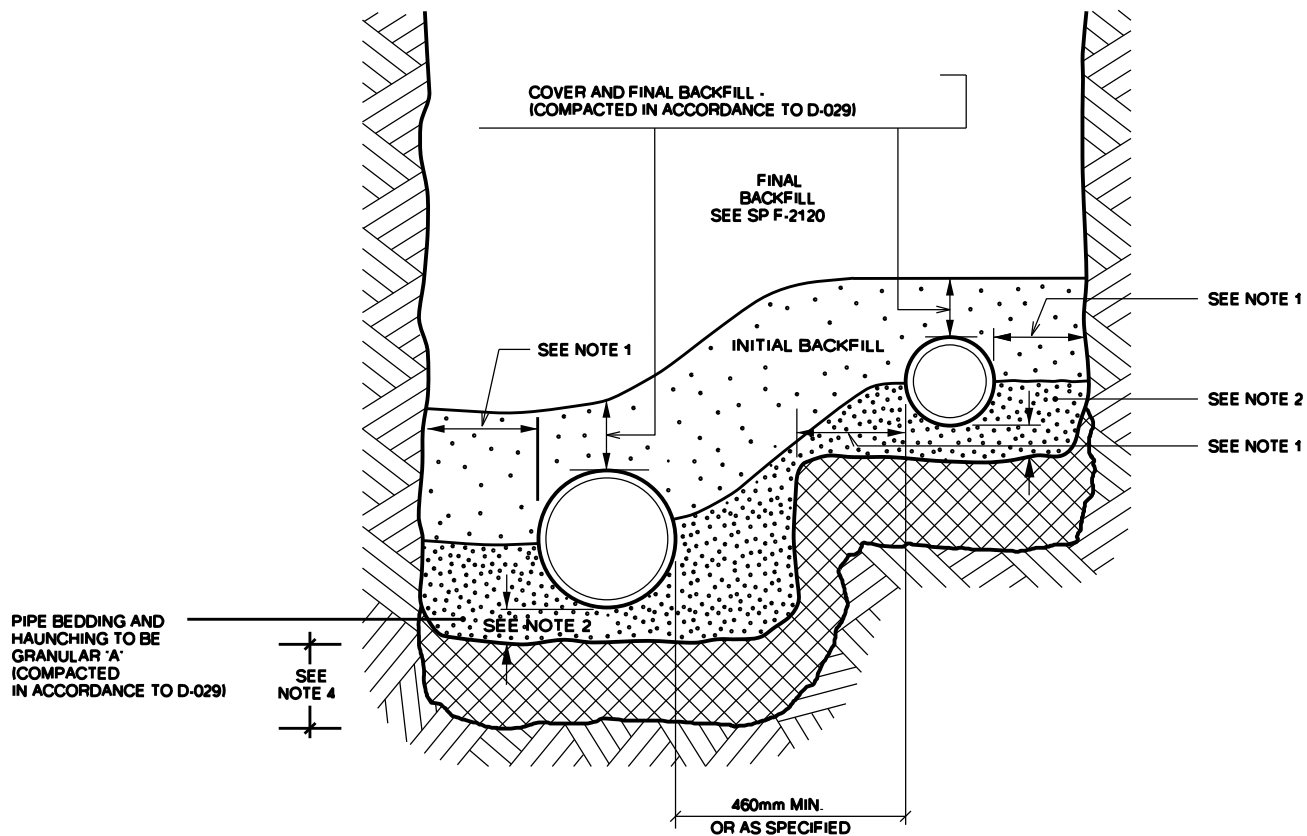 COVER AND FINAL BACKFILL -
(COMPACTED IN ACCORDANCE TO D-029)
FINAL
BACKFILL
SEE SP F-2120
SEE NOTE 1
SEE NOTE 1
INITIAL BACKFILL
SEE NOTE 2
SEE NOTE 1
PIPE BEDDING AND
HAUNCHING TO BE
GRANULAR 'A'
(COMPACTED
IN ACCORDANCE TO D-029)
SEE NOTE 2
SEE
NOTE 4
460mm MIN.
OR AS SPECIFIED